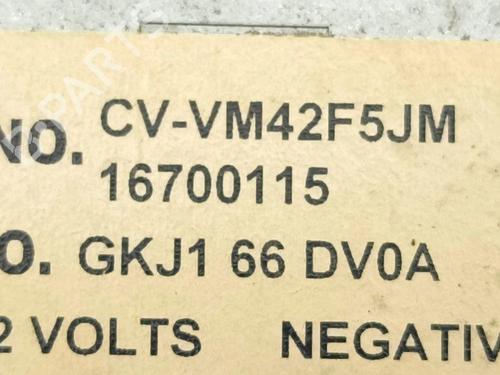 NO. CV-VM42F5JM
16700115
O. GKJ1 66 DV0A
2 VOLTS NEGATIV